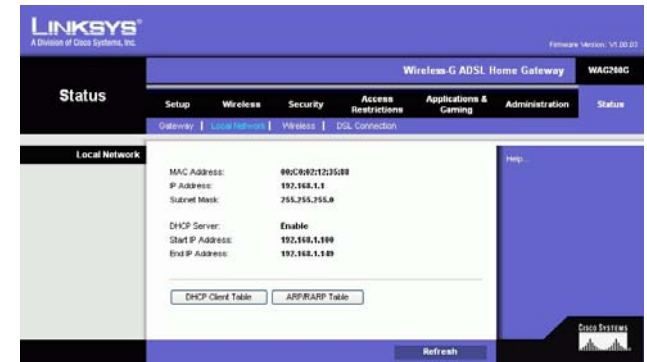 LINKSYS®
A Division of Cisco Systems, Inc.
Firmware Version: V1.00.03
Wireless-G ADSL Home Gateway WAG200G
Status
Setup Wireless Security Access Restrictions Applications & Gaming Administration Status
Gateway | Local Network | Wireless | DSL Connection
Local Network
Help...
MAC Address: 00:C0:02:12:35:88
IP Address: 192.168.1.1
Subnet Mask: 255.255.255.0
DHCP Server: Enable
Start IP Address: 192.168.1.100
End IP Address: 192.168.1.149
DHCP Client Table ARP/RARP Table
Refresh
CISCO SYSTEMS